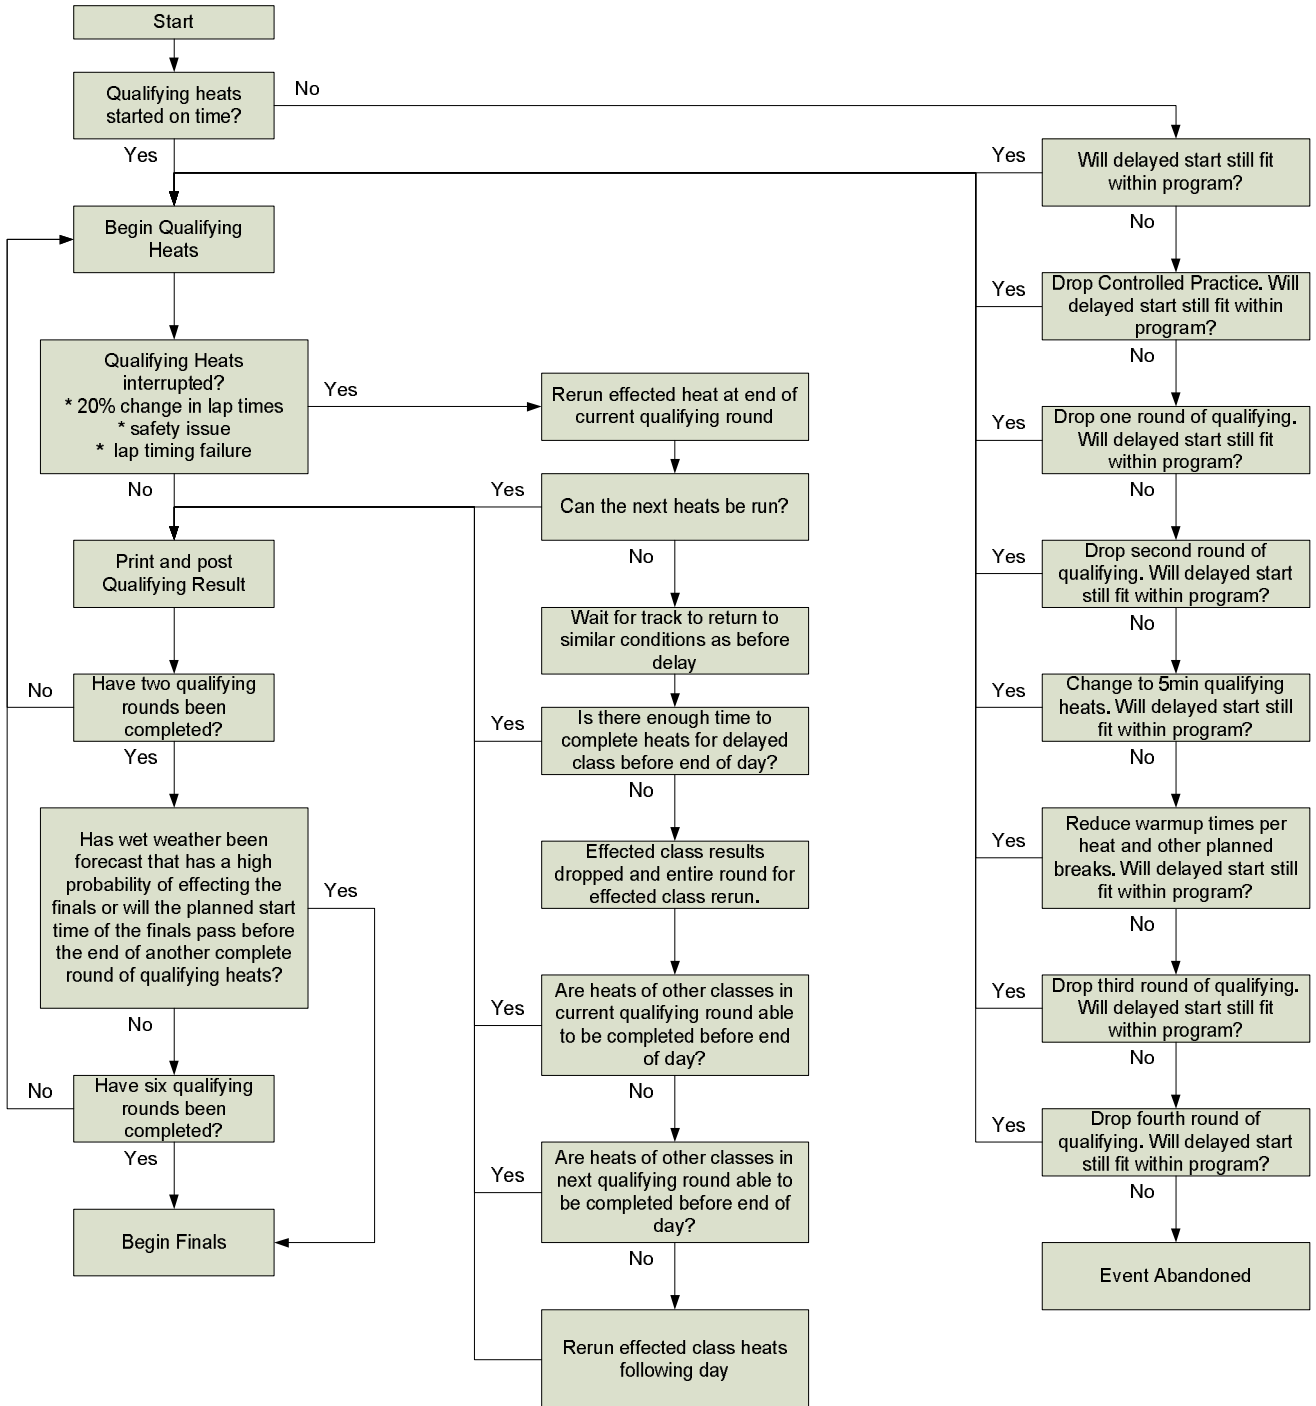 Start
Qualifying heats
started on time?
No
Yes
Will delayed start still fit
within program?
Yes
No
Begin Qualifying
Heats
Drop Controlled Practice. Will
delayed start still fit within
program?
Yes
No
Qualifying Heats
interrupted?
* 20% change in lap times
* safety issue
* lap timing failure
Yes
No
Rerun effected heat at end of
current qualifying round
Drop one round of qualifying.
Will delayed start still fit
within program?
Yes
No
Can the next heats be run?
Yes
No
Print and post
Qualifying Result
Drop second round of
qualifying. Will delayed start
still fit within program?
Yes
No
Wait for track to return to
similar conditions as before
delay
Have two qualifying
rounds been
completed?
No
Yes
Is there enough time to
complete heats for delayed
class before end of day?
Yes
No
Change to 5min qualifying
heats. Will delayed start still
fit within program?
Yes
No
Has wet weather been
forecast that has a high
probability of effecting the
finals or will the planned start
time of the finals pass before
the end of another complete
round of qualifying heats?
Yes
No
Effected class results
dropped and entire round for
effected class rerun.
Reduce warmup times per
heat and other planned
breaks. Will delayed start still
fit within program?
Yes
No
Are heats of other classes in
current qualifying round able
to be completed before end
of day?
Yes
No
Drop third round of qualifying.
Will delayed start still fit
within program?
Yes
No
Have six qualifying
rounds been
completed?
No
Yes
Are heats of other classes in
next qualifying round able to
be completed before end of
day?
Yes
No
Drop fourth round of
qualifying. Will delayed start
still fit within program?
Yes
No
Begin Finals
Event Abandoned
Rerun effected class heats
following day